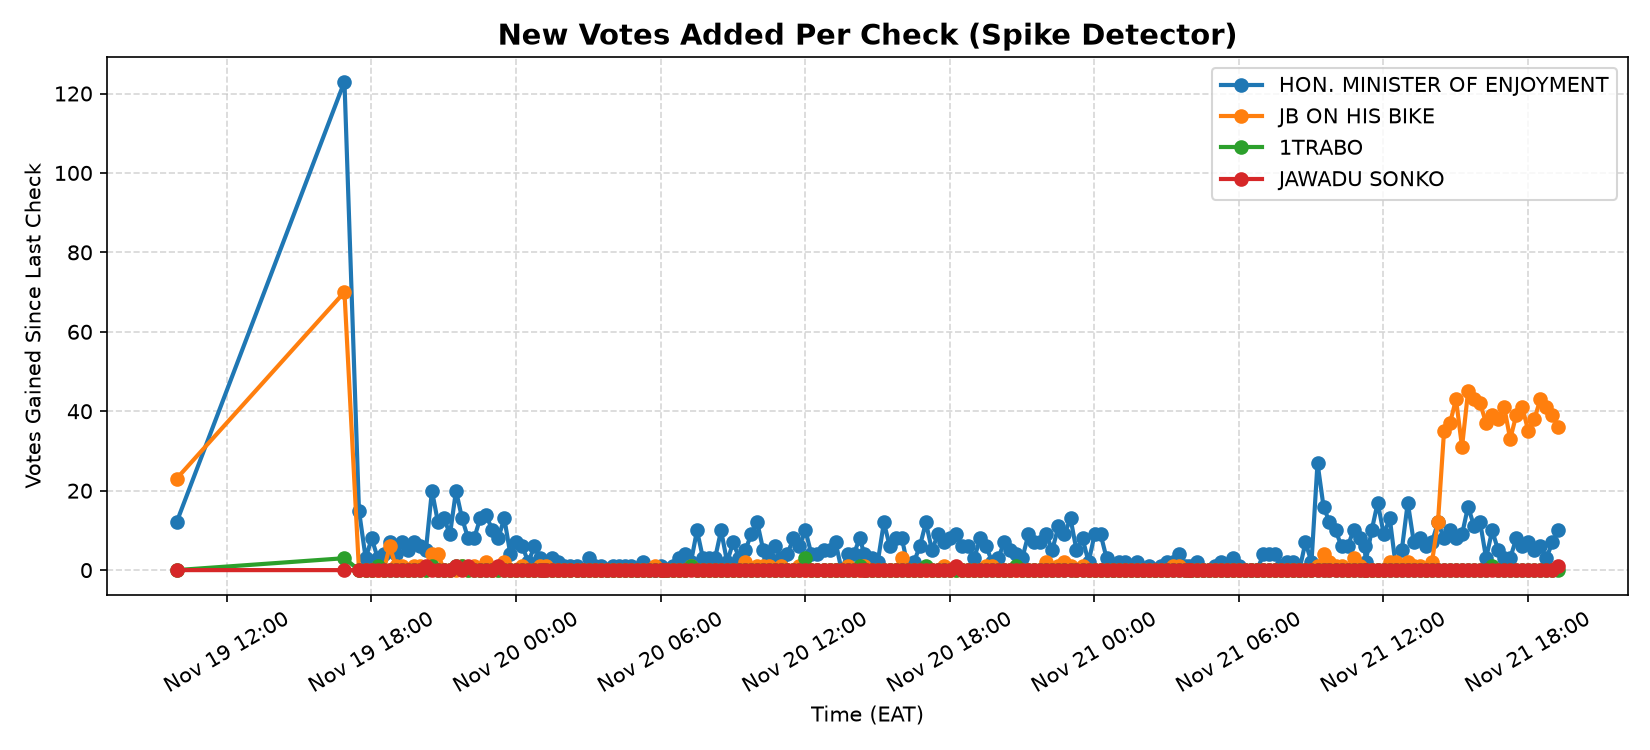 New Votes Added Per Check (Spike Detector)
HON. MINISTER OF ENJOYMENT
JB ON HIS BIKE
1TRABO
JAWADU SONKO
Votes Gained Since Last Check
120
100
80
60
40
20
0
Nov 19 12:00
Nov 19 18:00
Nov 20 00:00
Nov 20 06:00
Nov 20 12:00
Nov 20 18:00
Nov 21 00:00
Nov 21 06:00
Nov 21 12:00
Nov 21 18:00
Time (EAT)